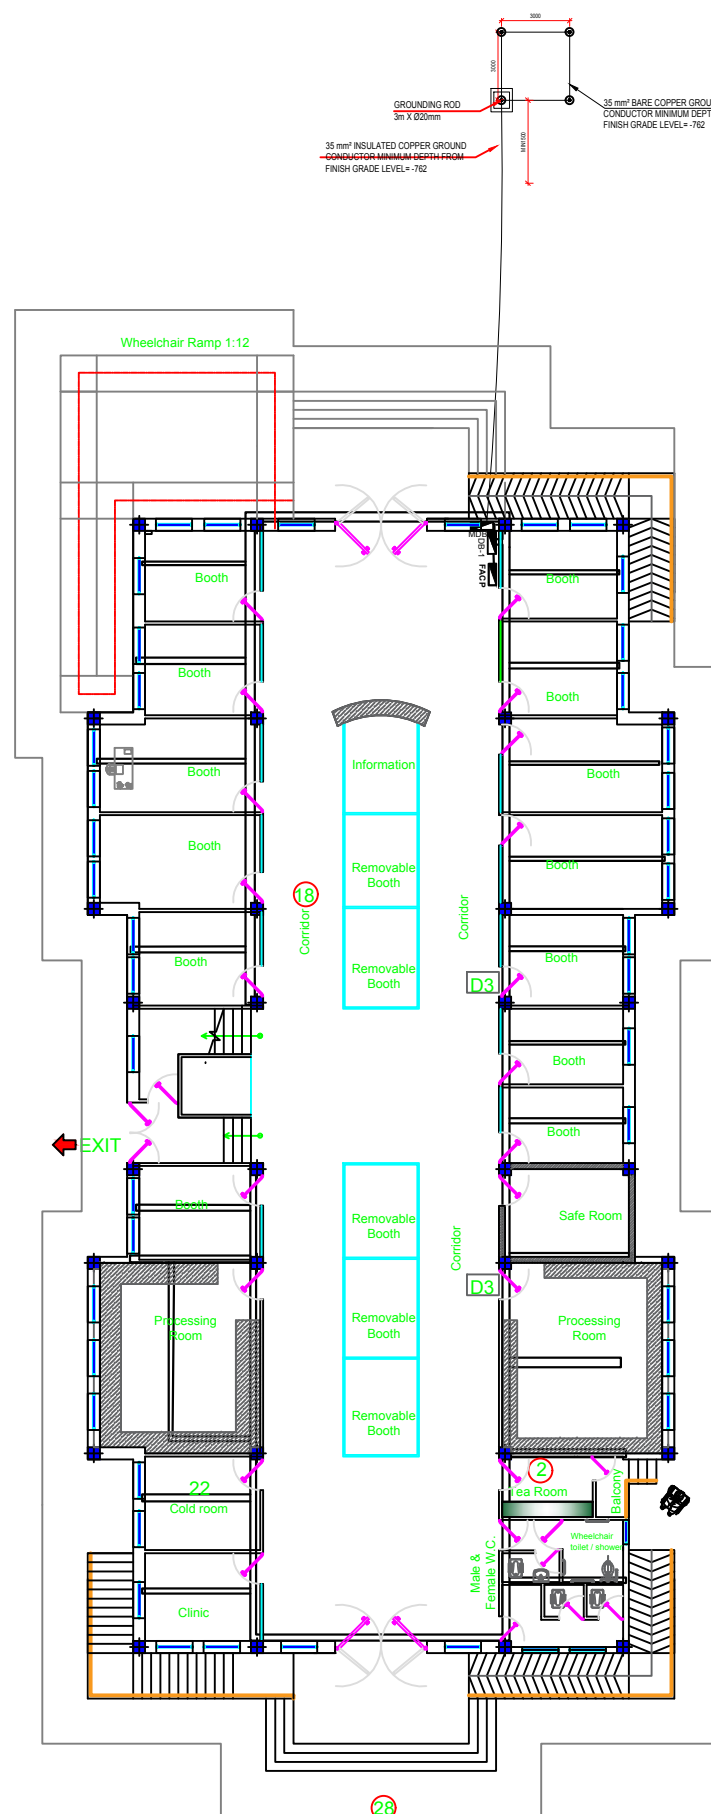 3000
3000
GROUNDING ROD
3m X Ø20mm
35 mm² BARE COPPER GROU
CONDUCTOR MINIMUM DEPT
FINISH GRADE LEVEL= -762
MIN1500
35 mm² INSULATED COPPER GROUND
CONDUCTOR MINIMUM DEPTH FROM
FINISH GRADE LEVEL= -762
Wheelchair Ramp 1:12
MDB
DB-1
FACP
Booth
Booth
Booth
Booth
Information
Booth
Booth
Booth
Removable
Booth
Booth
18
Corridor
Corridor
Removable
Booth
Booth
Booth
D3
Booth
EXIT
Booth
Booth
Removable
Booth
Safe Room
Corridor
D3
Processing
Room
Removable
Booth
Processing
Room
Removable
Booth
22
Cold room
2
Tea Room
Balcony
Wheelchair
toilet / shower
Male &
Female W.C.
Clinic
28